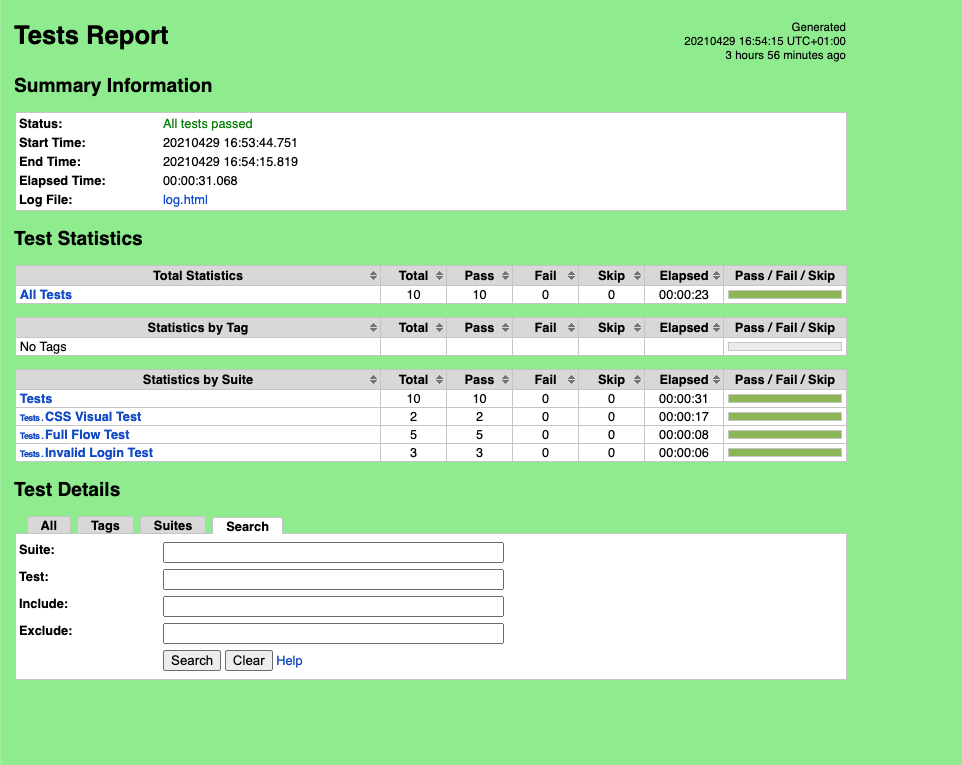 Tests Report
Generated
20210429 16:54:15 UTC+01:00
3 hours 56 minutes ago
Summary Information
Status: All tests passed
Start Time: 20210429 16:53:44.751
End Time: 20210429 16:54:15.819
Elapsed Time: 00:00:31.068
Log File: log.html
Test Statistics
Total Statistics Total Pass Fail Skip Elapsed Pass / Fail / Skip
All Tests 10 10 0 0 00:00:23
Statistics by Tag Total Pass Fail Skip Elapsed Pass / Fail / Skip
No Tags
Statistics by Suite Total Pass Fail Skip Elapsed Pass / Fail / Skip
Tests 10 10 0 0 00:00:31
Tests . CSS Visual Test 2 2 0 0 00:00:17
Tests . Full Flow Test 5 5 0 0 00:00:08
Tests . Invalid Login Test 3 3 0 0 00:00:06
Test Details
All Tags Suites Search
Suite:
Test:
Include:
Exclude:
Search Clear Help